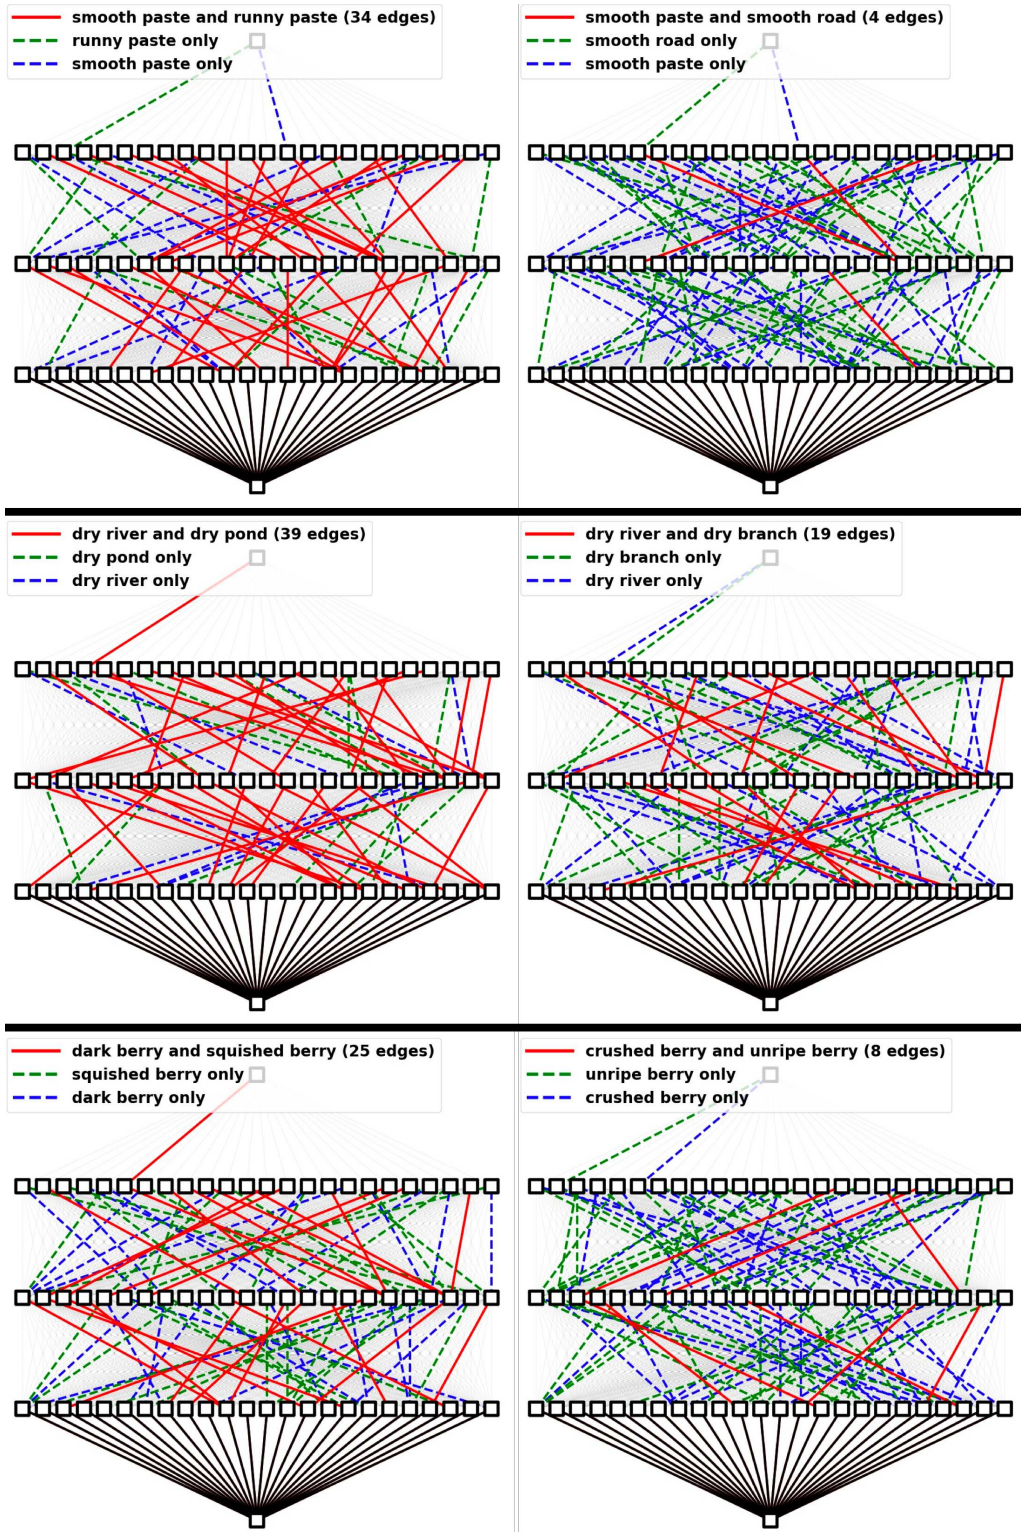 smooth paste and runny paste (34 edges)
runny paste only
smooth paste only
smooth paste and smooth road (4 edges)
smooth road only
smooth paste only
dry river and dry pond (39 edges)
dry pond only
dry river only
dry river and dry branch (19 edges)
dry branch only
dry river only
dark berry and squished berry (25 edges)
squished berry only
dark berry only
crushed berry and unripe berry (8 edges)
unripe berry only
crushed berry only